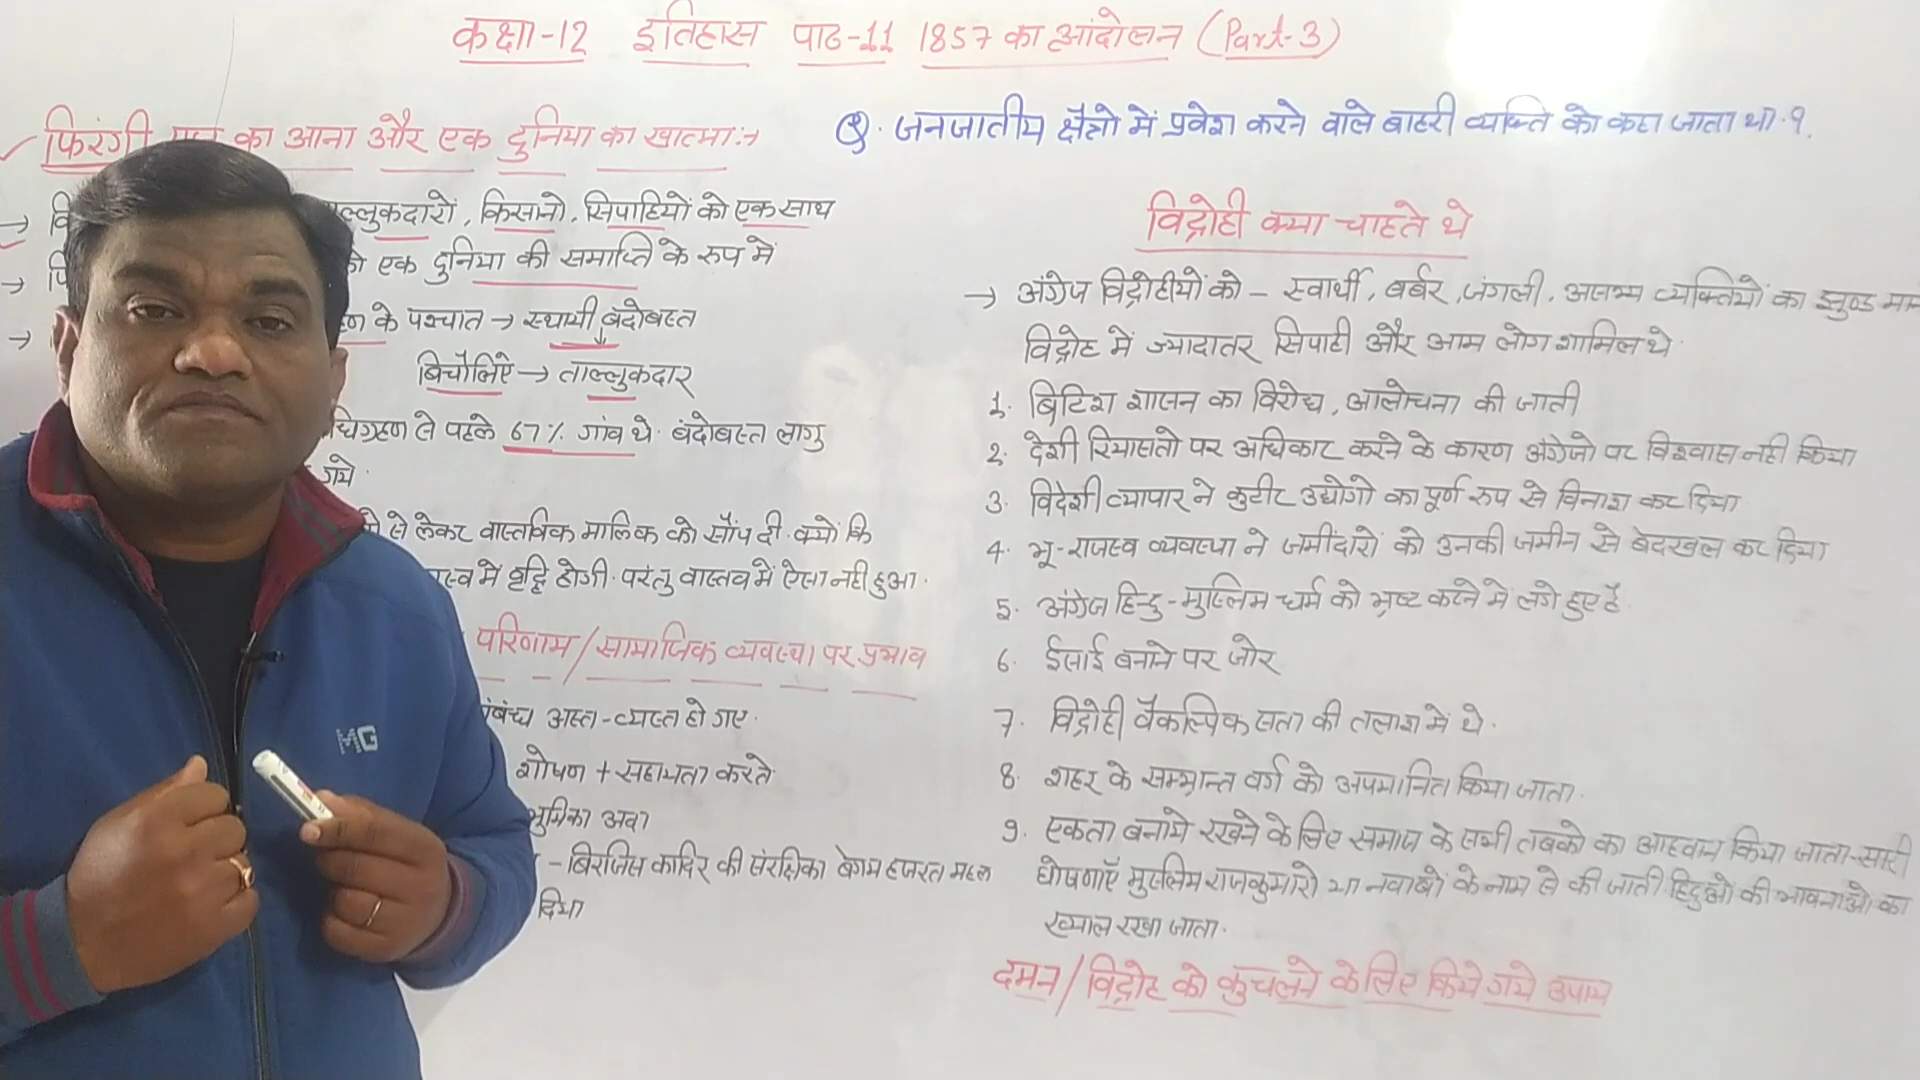 कक्षा-12 इतिहास पाठ-11 1857 का आंदोलन (Part-3)
फिरंगी का आना और एक दुनिया का खात्मा:→
ल्लुकदारों, किसानो, सिपाहियों को एक साथ
एक दुनिया की समाप्ति के रुप में
के पश्चात → स्थायी बंदोबस्त
बिचौलिए → ताल्लुकदार
धिग्रहण से पहले 67% गांव थे. बंदोबस्त लागु
गये.
से लेकर वास्तविक मालिक को सौंप दी. क्यों कि
में वृद्धि होगी. परंतु वास्तव में ऐसा नही हुआ.
परिणाम/सामाजिक व्यवस्था पर प्रभाव
अस्त-व्यस्त हो गए.
शोषण + सहायता करते
भुमिका अदा
- बिरजिस कादिर की संरक्षिका बेगम हजरत महल
दिया
Q. जनजातीय क्षेत्रो में प्रवेश करने वाले बाहरी व्यक्ति को कहा जाता था.?
विद्रोही क्या चाहते थे
→ अंग्रेज विद्रोहीयों को - स्वार्थी, बर्बर, जंगली, असभ्य व्यक्तियों का झुण्ड मान
विद्रोह में ज्यादातर सिपाही और आम लोग शामिल थे.
1. ब्रिटिश शासन का विरोध, आलोचना की जाती
2. देशी रियासतो पर अधिकार करने के कारण अंग्रेजो पर विश्वास नही किया
3. विदेशी व्यापार ने कुटीर उद्योगो का पूर्ण रुप से विनाश कर दिया
4. भू-राजस्व व्यवस्था ने जमींदारों को उनकी जमीन से बेदखल कर दिया
5. अंग्रेज हिन्दु-मुस्लिम धर्म को भ्रष्ट करने में लगे हुए है.
6. ईसाई बनाने पर जोर
7. विद्रोही वैकल्पिक सता की तलाश में थे.
8. शहर के सम्भ्रान्त वर्ग को अपमानित किया जाता.
9. एकता बनाये रखने के लिए समाज के सभी तबको का आहवान किया जाता-सारी
घोषणाएँ मुस्लिम राजकुमारो या नवाबो के नाम से की जाती. हिंदुओ की भावनाओ का
ख्याल रखा जाता.
दमन/विद्रोह को कुचलने के लिए किये गये उपाय
MG